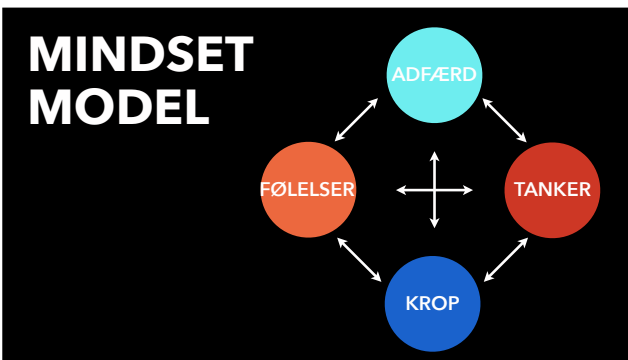 MINDSET
MODEL
ADFÆRD
FØLELSER
TANKER
KROP